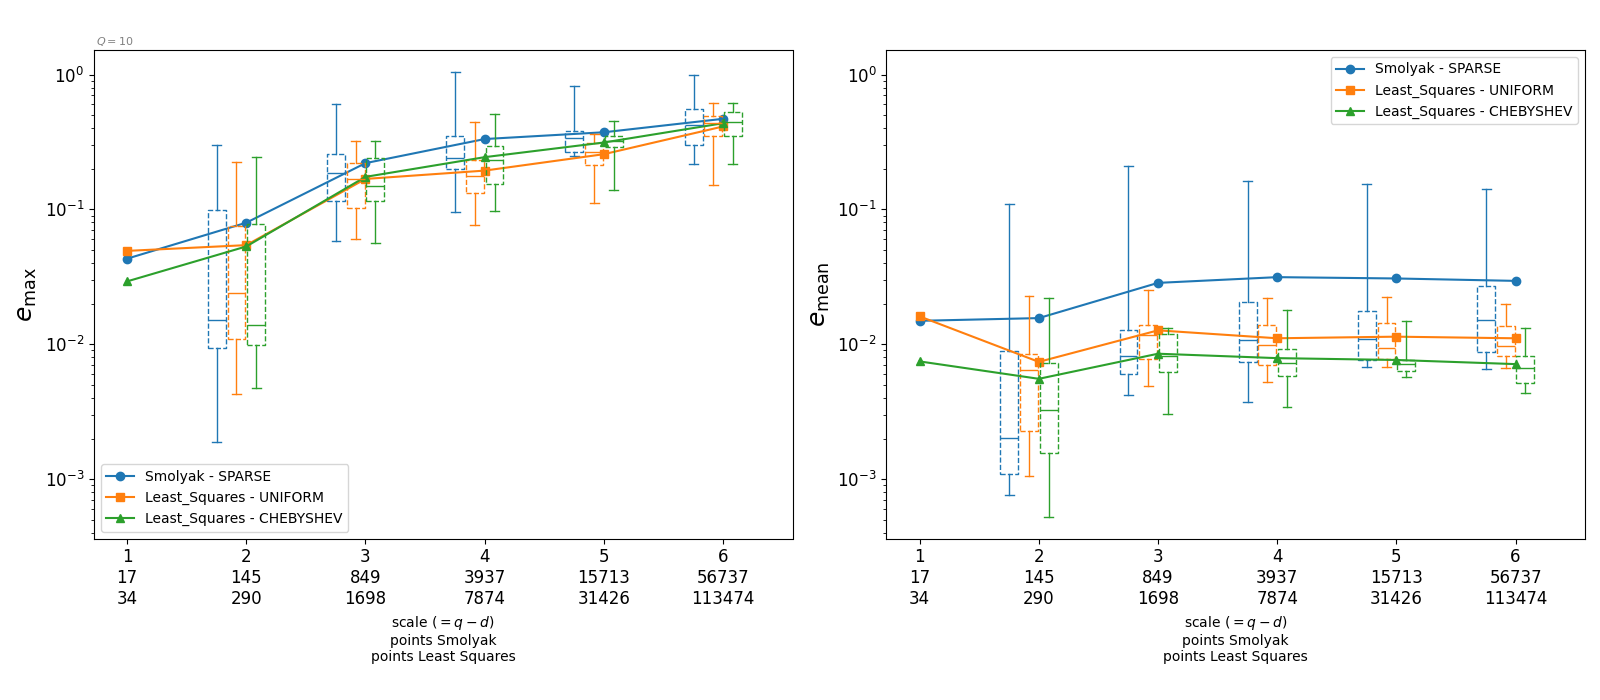 Q = 10
10⁰
10⁻¹
10⁻²
10⁻³
e_max
Smolyak - SPARSE
Least_Squares - UNIFORM
Least_Squares - CHEBYSHEV
1 2 3 4 5 6
17 145 849 3937 15713 56737
34 290 1698 7874 31426 113474
scale (= q − d)
points Smolyak
points Least Squares
10⁰
10⁻¹
10⁻²
10⁻³
e_mean
Smolyak - SPARSE
Least_Squares - UNIFORM
Least_Squares - CHEBYSHEV
1 2 3 4 5 6
17 145 849 3937 15713 56737
34 290 1698 7874 31426 113474
scale (= q − d)
points Smolyak
points Least Squares